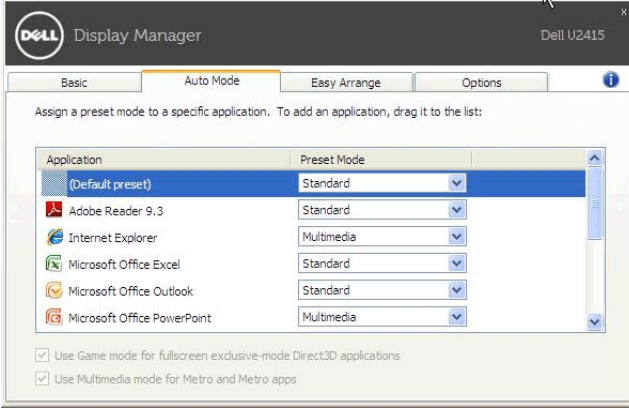 x
DELL Display Manager Dell U2415
Basic Auto Mode Easy Arrange Options i
Assign a preset mode to a specific application. To add an application, drag it to the list:
Application Preset Mode
(Default preset) Standard
Adobe Reader 9.3 Standard
Internet Explorer Multimedia
Microsoft Office Excel Standard
Microsoft Office Outlook Standard
Microsoft Office PowerPoint Multimedia
Use Game mode for fullscreen exclusive-mode Direct3D applications
Use Multimedia mode for Metro and Metro apps